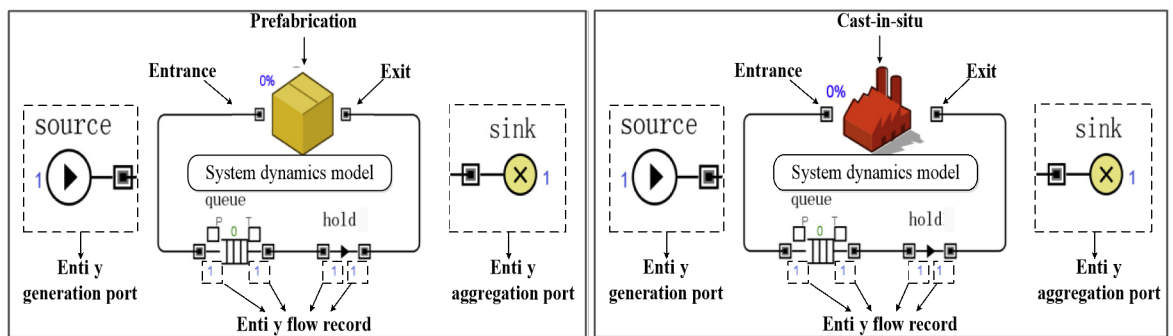 Prefabrication
Entrance
0%
Exit
source
1
sink
1
System dynamics model
queue
P
T
0
hold
1
1
1
1
Enti y
generation port
Enti y
aggregation port
Enti y flow record
Cast-in-situ
Entrance
0%
Exit
source
1
sink
1
System dynamics model
queue
P
T
0
hold
1
1
1
1
Enti y
generation port
Enti y
aggregation port
Enti y flow record